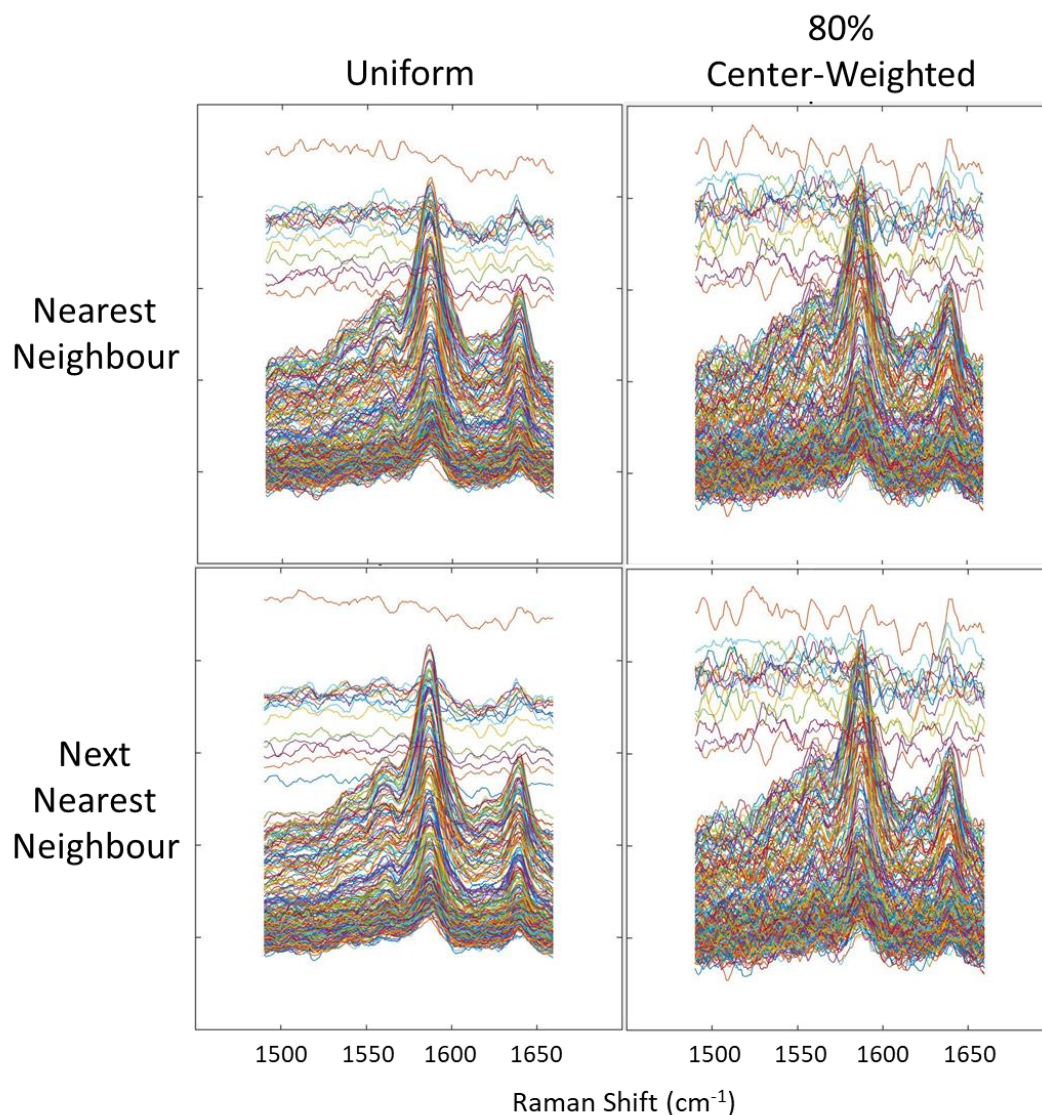 Uniform
80%
Center-Weighted
Nearest
Neighbour
Next
Nearest
Neighbour
1500
1550
1600
1650
1500
1550
1600
1650
Raman Shift (cm⁻¹)